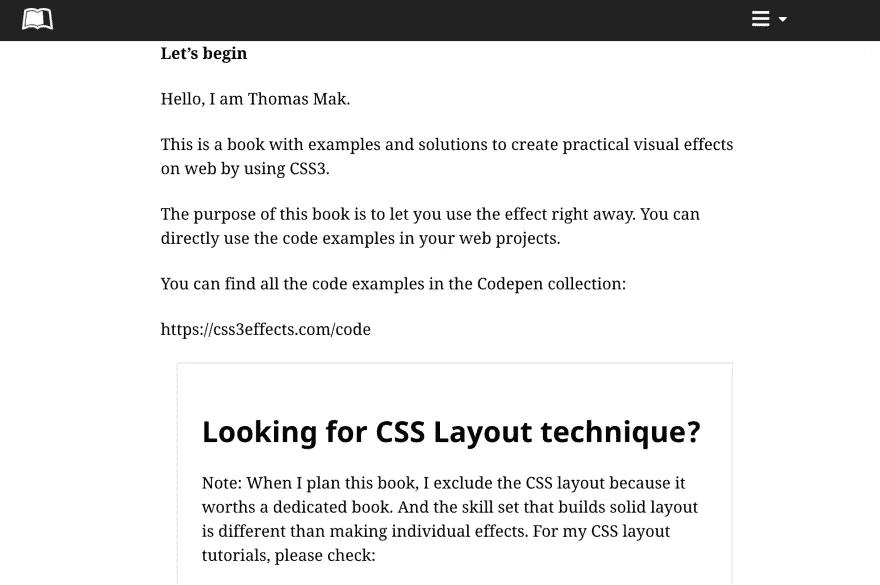 Let’s begin
Hello, I am Thomas Mak.
This is a book with examples and solutions to create practical visual effects
on web by using CSS3.
The purpose of this book is to let you use the effect right away. You can
directly use the code examples in your web projects.
You can find all the code examples in the Codepen collection:
https://css3effects.com/code
Looking for CSS Layout technique?
Note: When I plan this book, I exclude the CSS layout because it
worths a dedicated book. And the skill set that builds solid layout
is different than making individual effects. For my CSS layout
tutorials, please check: